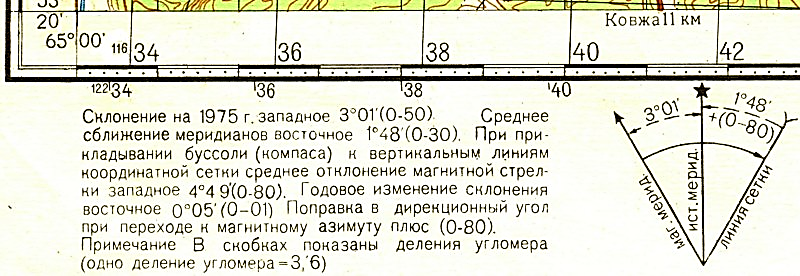 53
20'
65°00'
Ковжа 11 км
116 34 36 38 40 42
122 34 '36 '38 '40
Склонение на 1975 г. западное 3°01'(0-50). Среднее
сближение меридианов восточное 1°48'(0-30). При при-
кладывании буссоли (компаса) к вертикальным линиям
координатной сетки среднее отклонение магнитной стрел-
ки западное 4°49'(0-80). Годовое изменение склонения
восточное 0°05'(0-01) Поправка в дирекционный угол
при переходе к магнитному азимуту плюс (0-80).
Примечание В скобках показаны деления угломера
(одно деление угломера = 3,'6)
3°01'
1°48'
+(0-80)
маг. мерид.
ист. мерид.
линия сетки